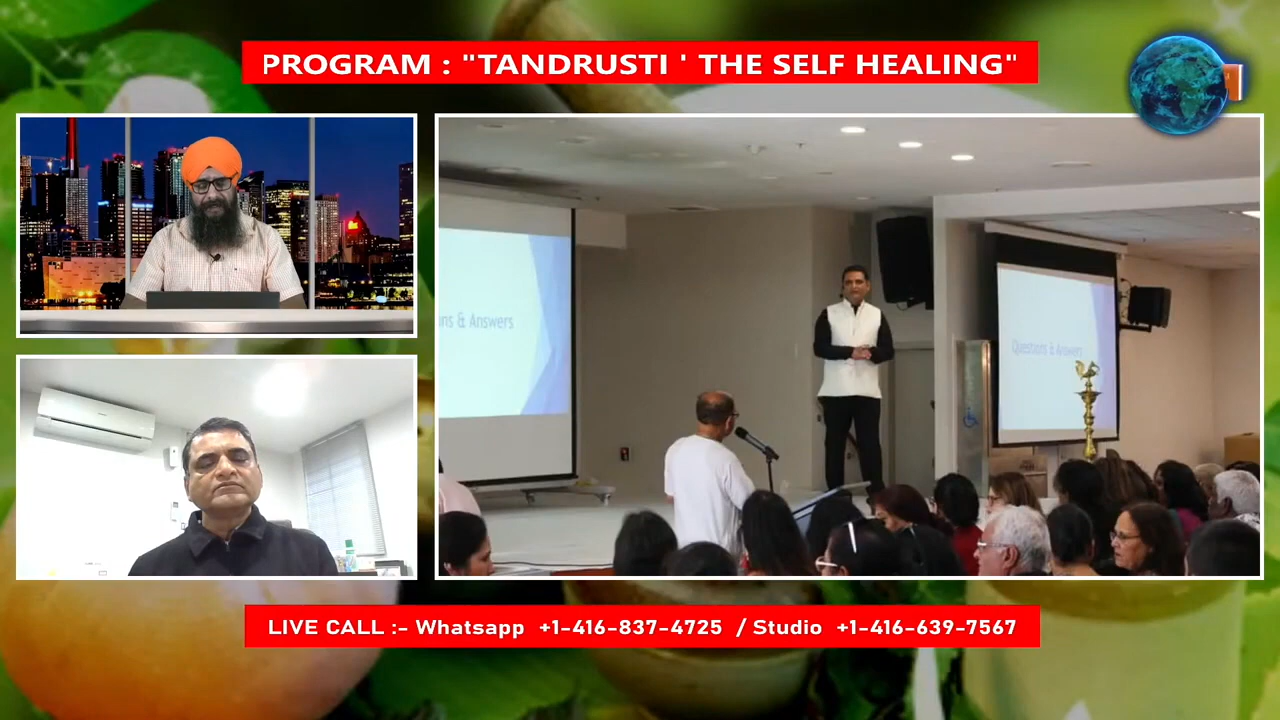 PROGRAM : "TANDRUSTI ' THE SELF HEALING"
ns & Answers
Questions & Answers
LIVE CALL :- Whatsapp +1-416-837-4725 / Studio +1-416-639-7567